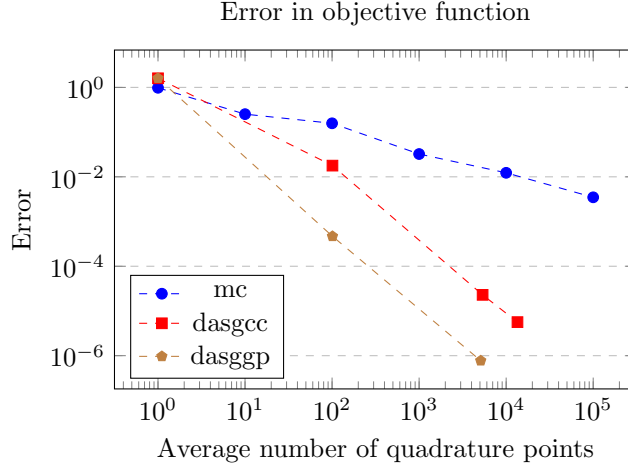 Error in objective function
10^0
10^-2
10^-4
10^-6
Error
mc
dasgcc
dasggp
10^0 10^1 10^2 10^3 10^4 10^5
Average number of quadrature points